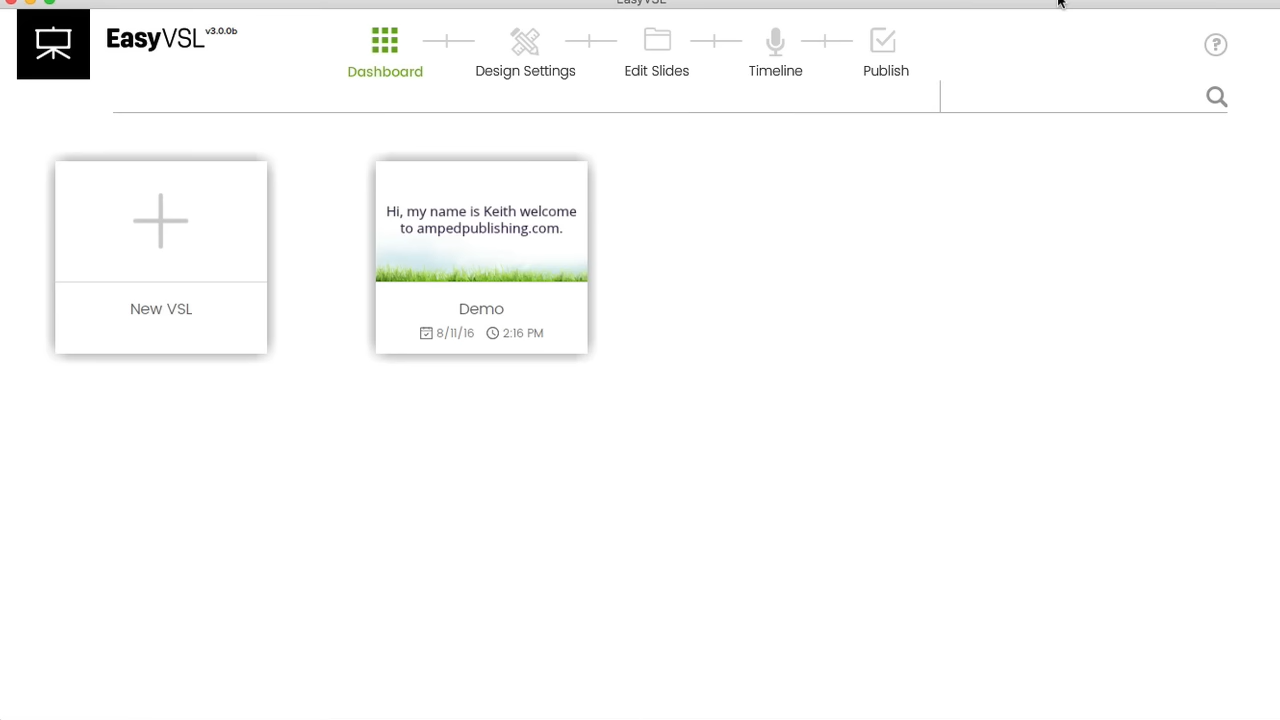 EasyVSL
EasyVSL v3.0.0b
Dashboard
Design Settings
Edit Slides
Timeline
Publish
Hi, my name is Keith welcome
to ampedpublishing.com.
New VSL
Demo
8/11/16 2:16 PM